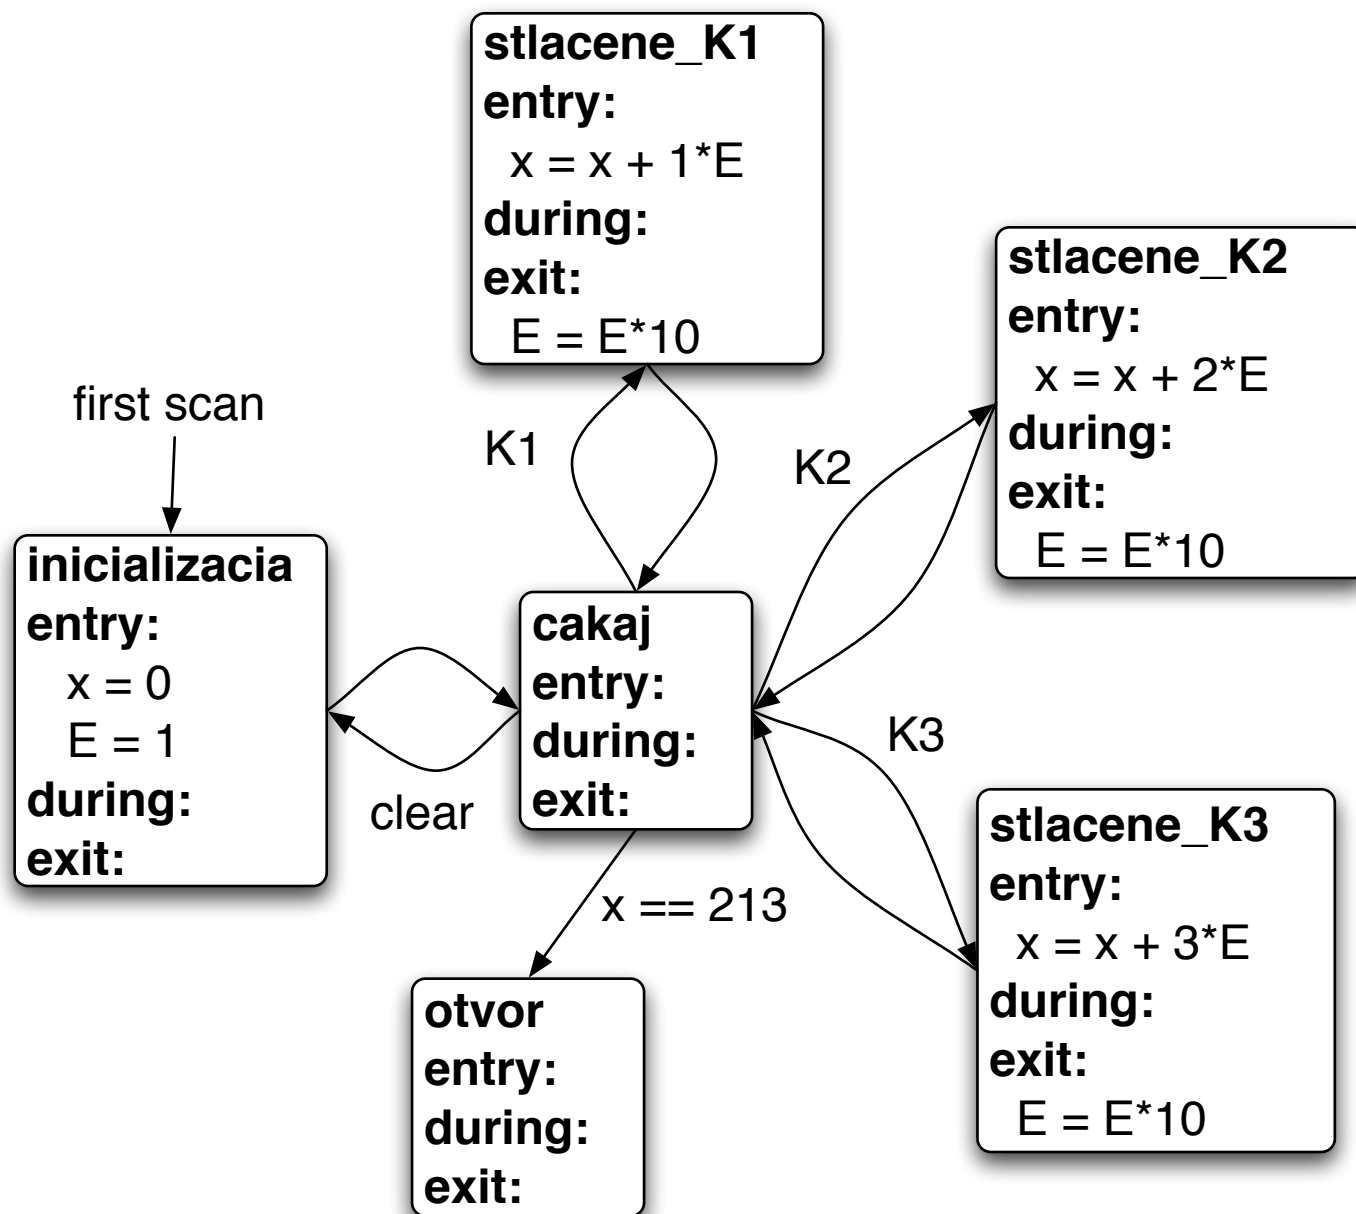 stlacene_K1
entry:
x = x + 1*E
during:
exit:
E = E*10
stlacene_K2
entry:
x = x + 2*E
during:
exit:
E = E*10
first scan
K1
K2
inicializacia
entry:
x = 0
E = 1
during:
exit:
cakaj
entry:
during:
exit:
clear
K3
x == 213
stlacene_K3
entry:
x = x + 3*E
during:
exit:
E = E*10
otvor
entry:
during:
exit: